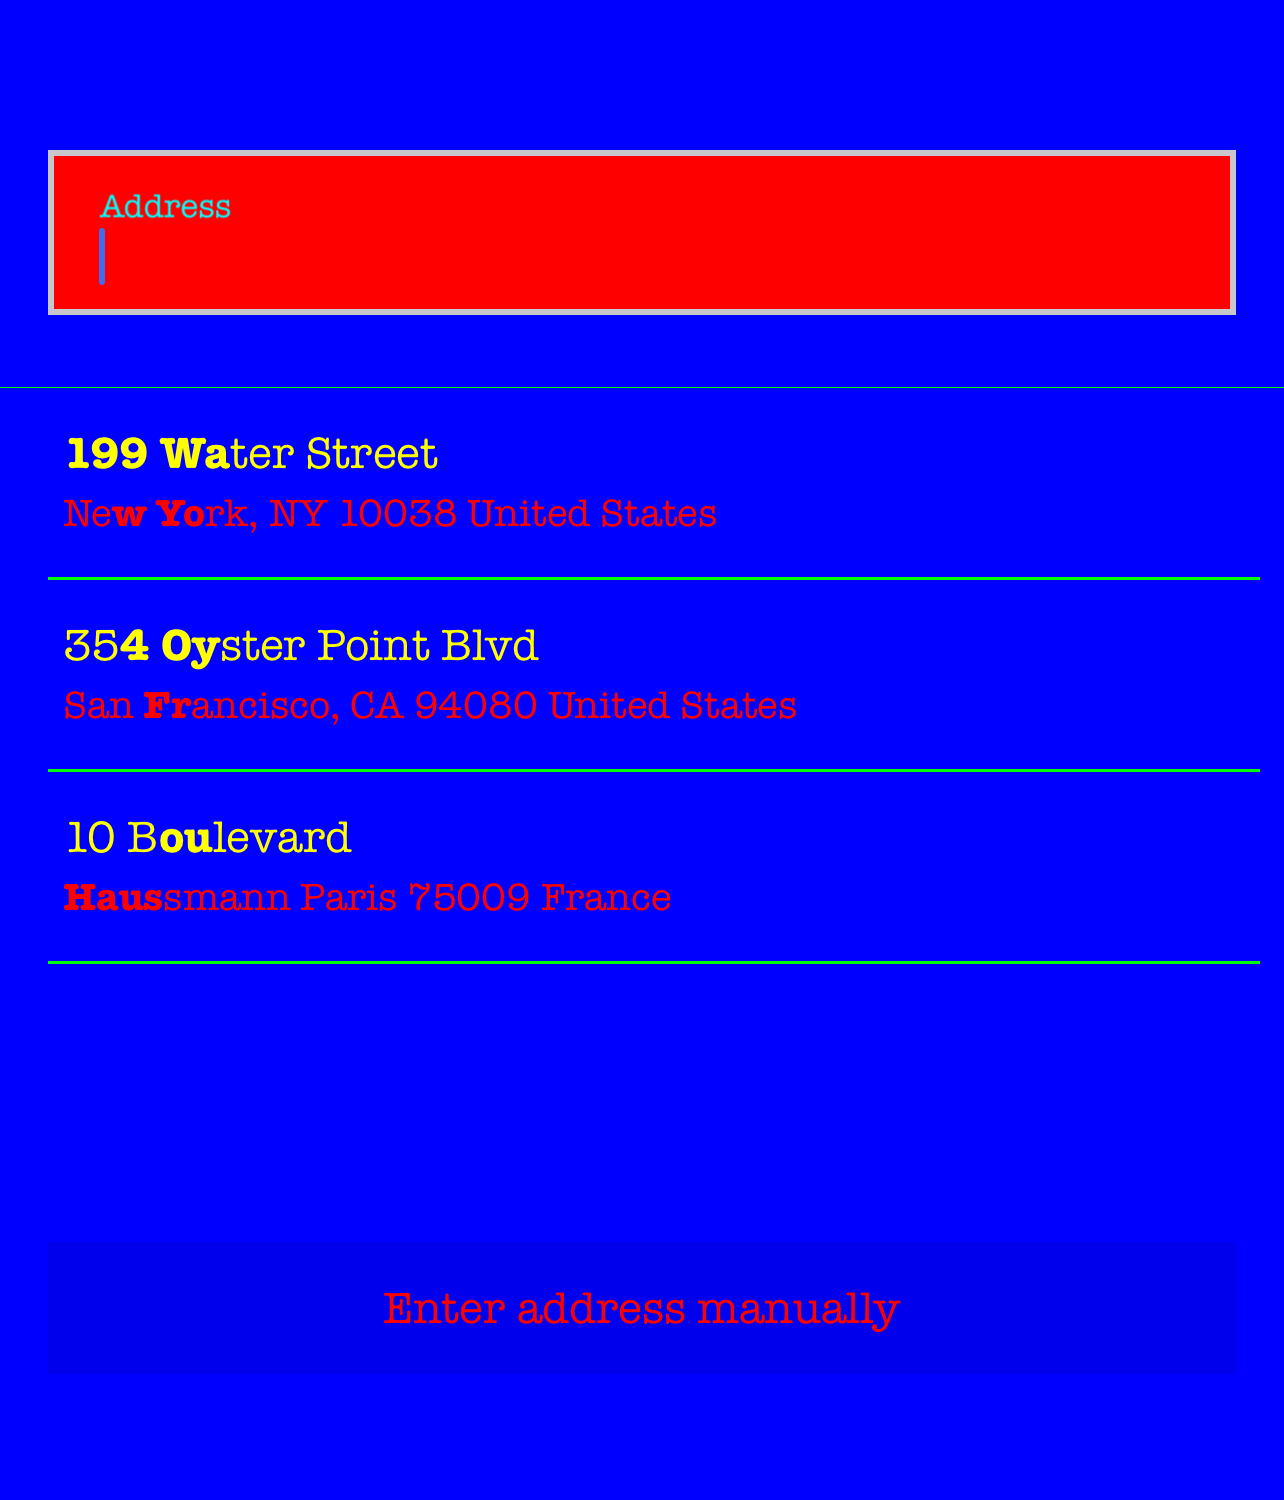 Address
199 Water Street
New York, NY 10038 United States
354 Oyster Point Blvd
San Francisco, CA 94080 United States
10 Boulevard
Haussmann Paris 75009 France
Enter address manually